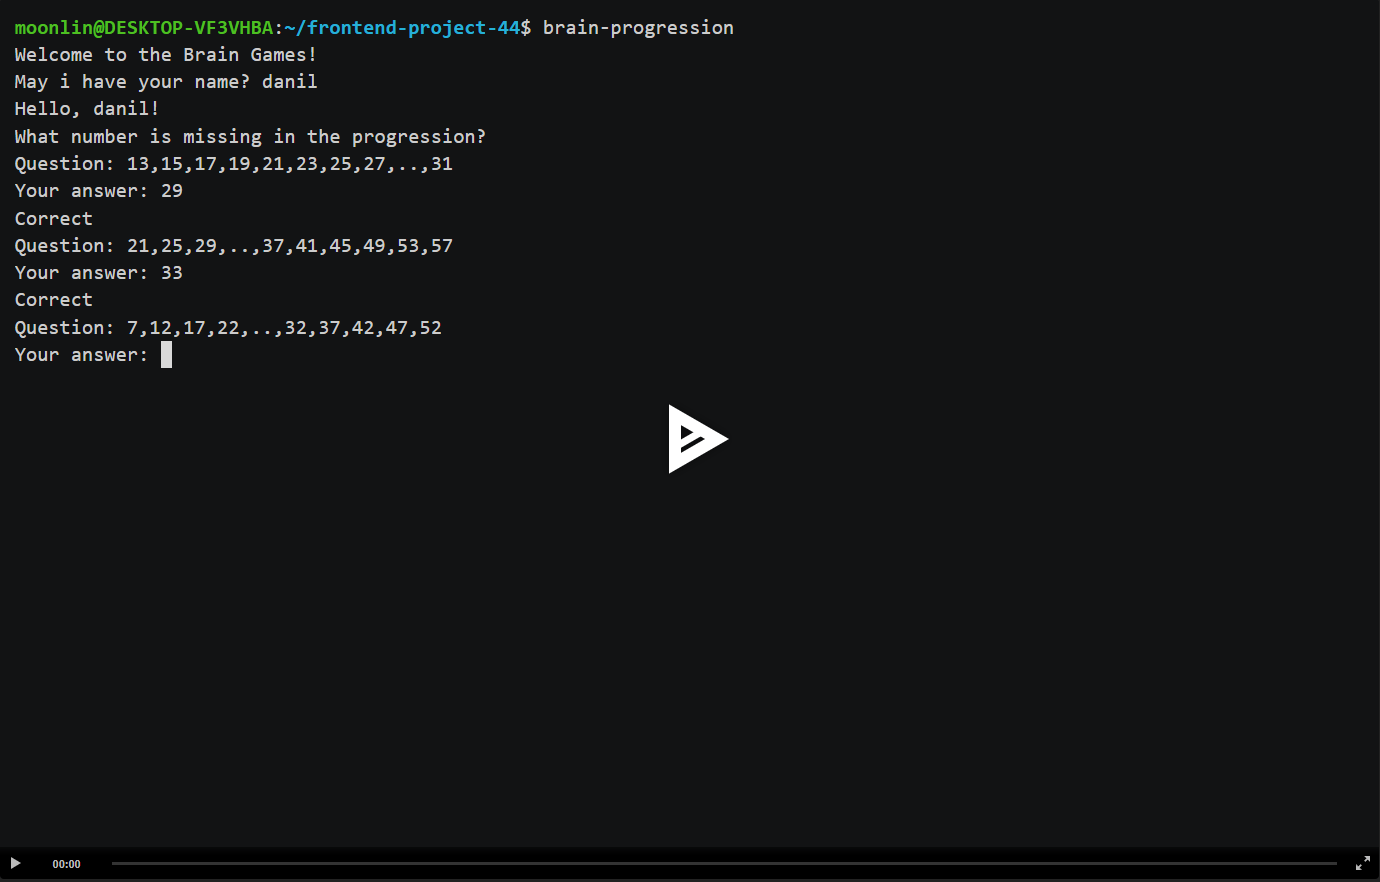 moonlin@DESKTOP-VF3VHBA:~/frontend-project-44$ brain-progression
Welcome to the Brain Games!
May i have your name? danil
Hello, danil!
What number is missing in the progression?
Question: 13,15,17,19,21,23,25,27,..,31
Your answer: 29
Correct
Question: 21,25,29,..,37,41,45,49,53,57
Your answer: 33
Correct
Question: 7,12,17,22,..,32,37,42,47,52
Your answer:
00:00